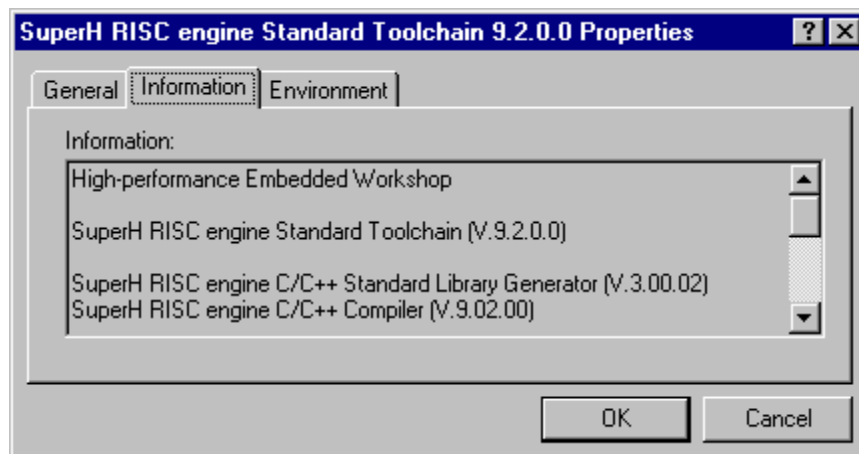 SuperH RISC engine Standard Toolchain 9.2.0.0 Properties
General Information Environment
Information:
High-performance Embedded Workshop
SuperH RISC engine Standard Toolchain (V.9.2.0.0)
SuperH RISC engine C/C++ Standard Library Generator (V.3.00.02)
SuperH RISC engine C/C++ Compiler (V.9.02.00)
OK Cancel